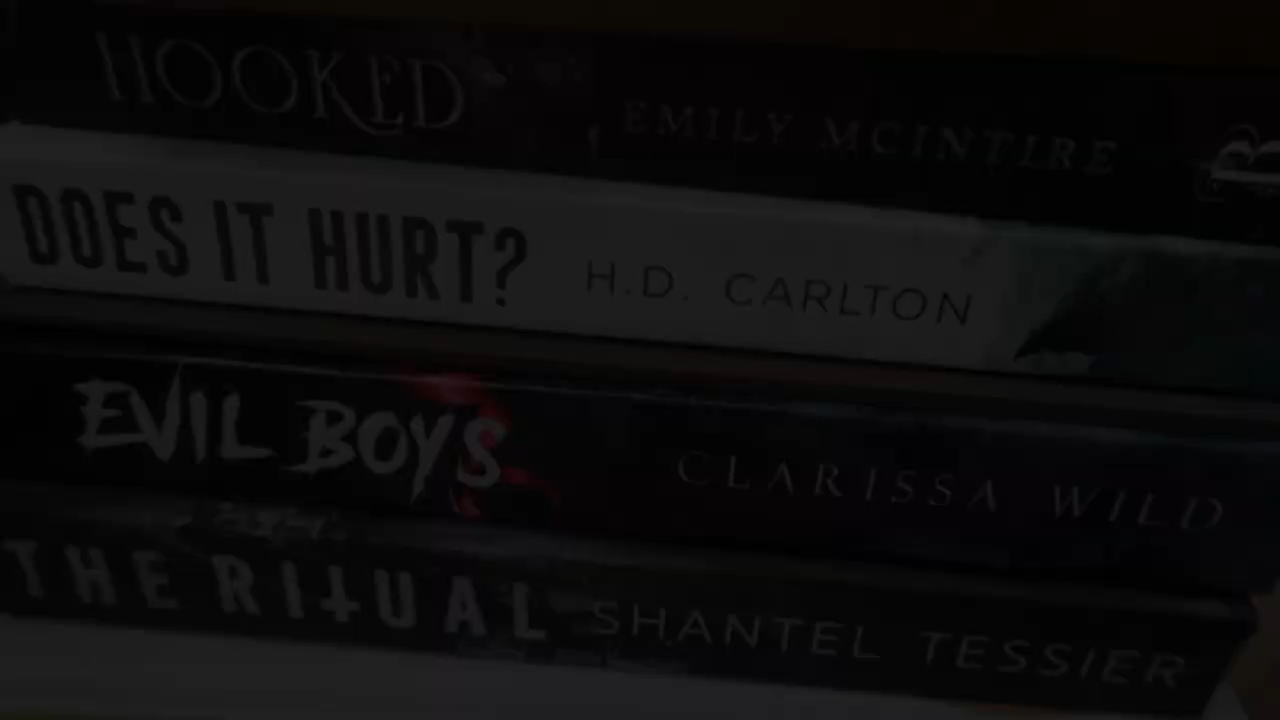 HOOKED EMILY MCINTIRE
DOES IT HURT? H.D. CARLTON
EVIL BOYS CLARISSA WILD
THE RITUAL SHANTEL TESSIER